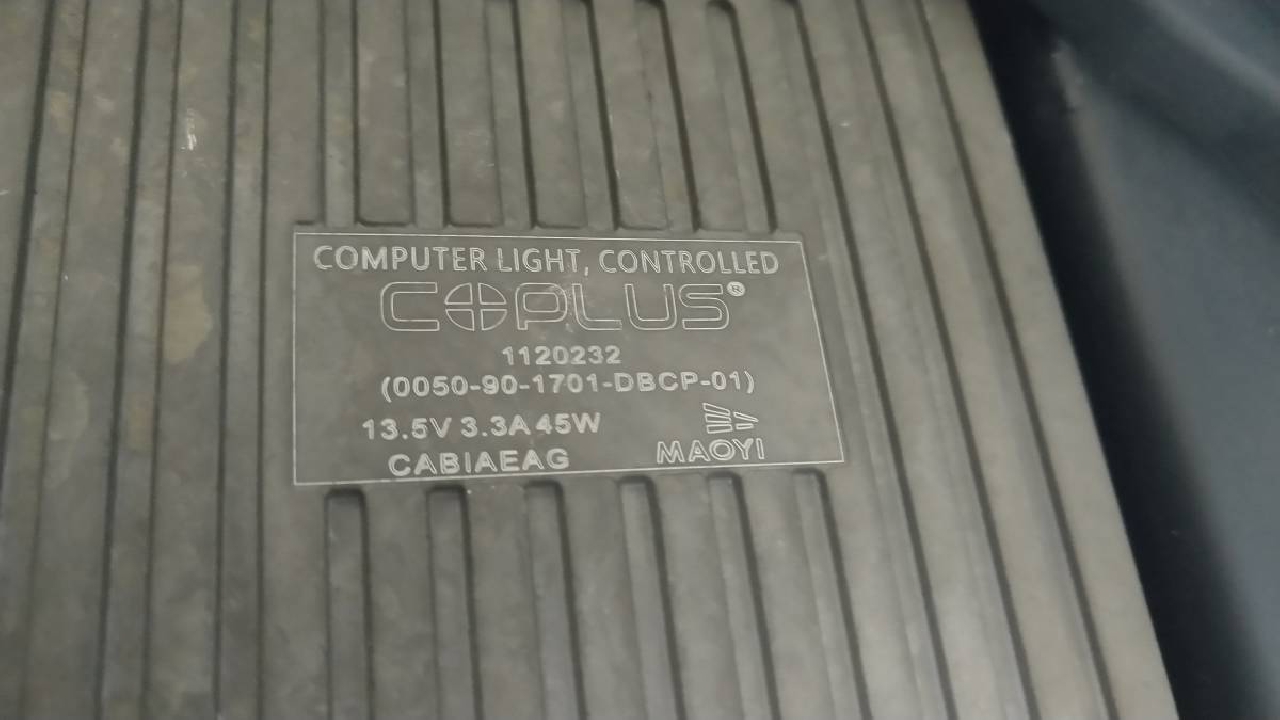 COMPUTER LIGHT, CONTROLLED
COPLUS®
1120232
(0050-90-1701-DBCP-01)
13.5V 3.3A 45W
CABIAEAG
MAOYI